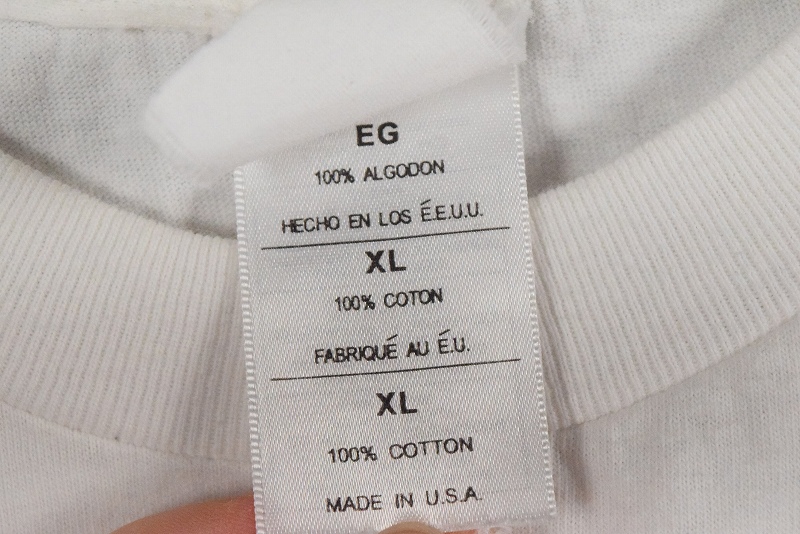 EG
100% ALGODON
HECHO EN LOS É.E.U.U.
XL
100% COTON
FABRIQUÉ AU É.U.
XL
100% COTTON
MADE IN U.S.A.